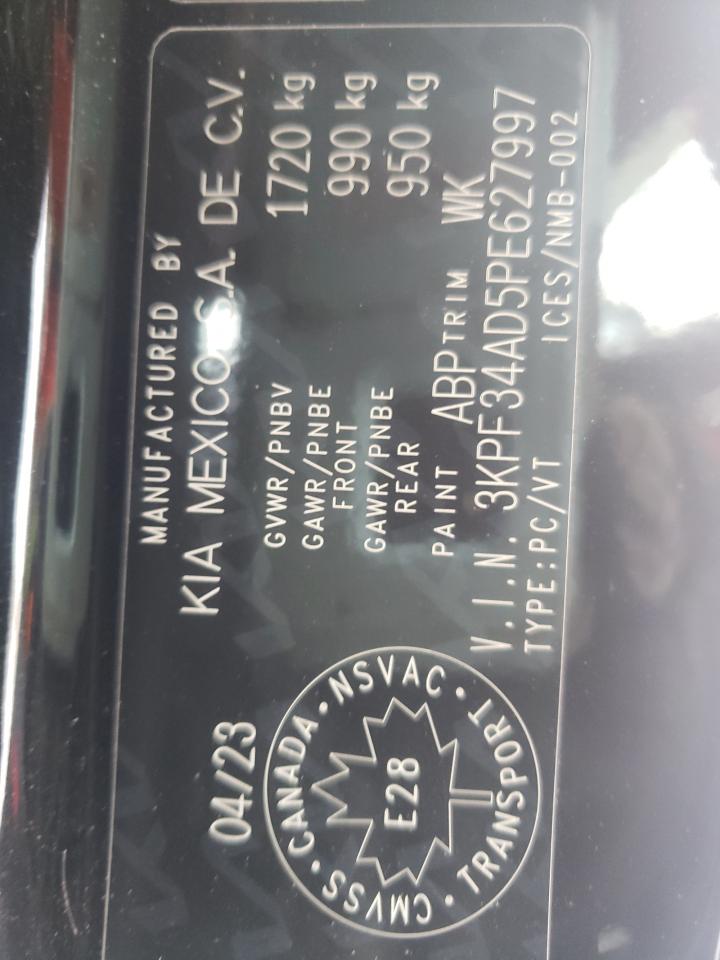 MANUFACTURED BY
04/23 KIA MEXICO S.A. DE C.V.
GVWR/PNBV 1720 kg
GAWR/PNBE FRONT 990 kg
GAWR/PNBE REAR 950 kg
PAINT ABP TRIM WK
V.I.N. 3KPF34AD5PE627997
TYPE:PC/VT ICES/NMB-002
CMVSS • CANADA • NSVAC • TRANSPORT •
E28